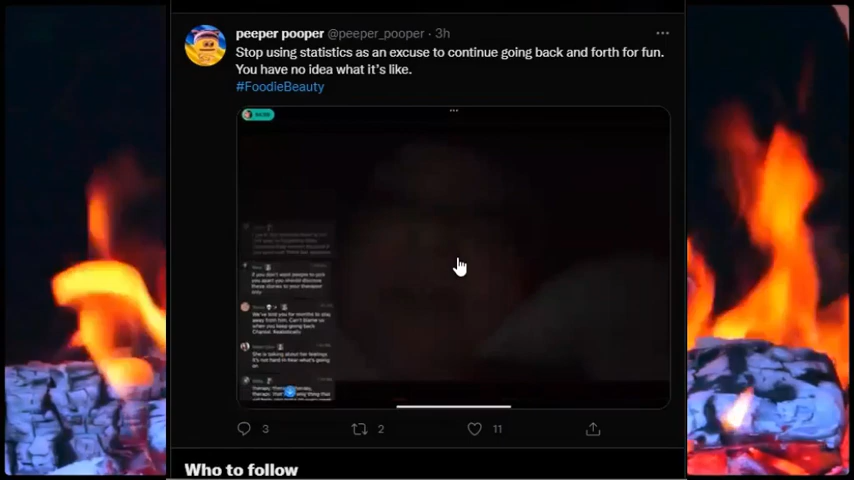 peeper pooper @peeper_pooper · 3h
Stop using statistics as an excuse to continue going back and forth for fun.
You have no idea what it's like.
#FoodieBeauty
if you don't want people to pick
you apart you should discuss
these stories to your therapist
only
We've told you for months to stay
away from him. Can't blame us
when you keep going back
Chantal. Realistically
She is talking about her feelings
it's not hard to hear what's going
on
3
2
11
Who to follow